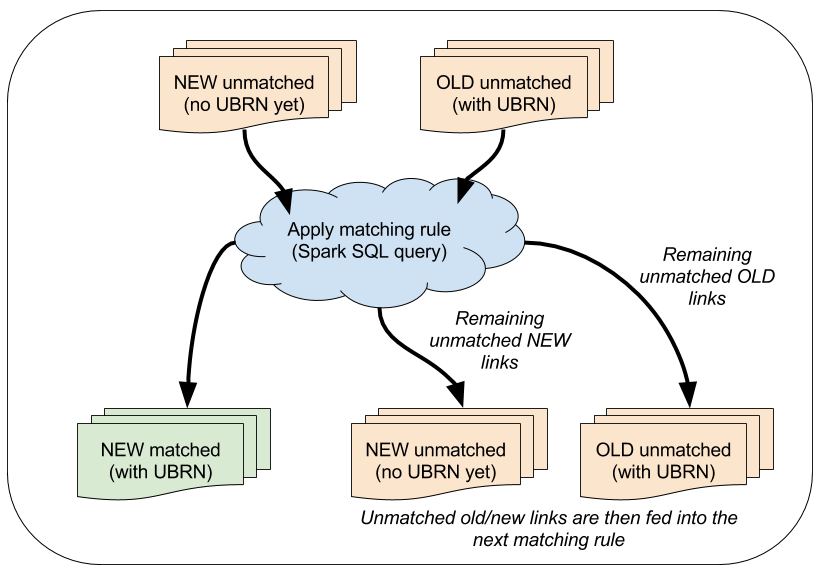 NEW unmatched
(no UBRN yet)
OLD unmatched
(with UBRN)
Apply matching rule
(Spark SQL query)
Remaining
unmatched OLD
links
Remaining
unmatched NEW
links
NEW matched
(with UBRN)
NEW unmatched
(no UBRN yet)
OLD unmatched
(with UBRN)
Unmatched old/new links are then fed into the
next matching rule